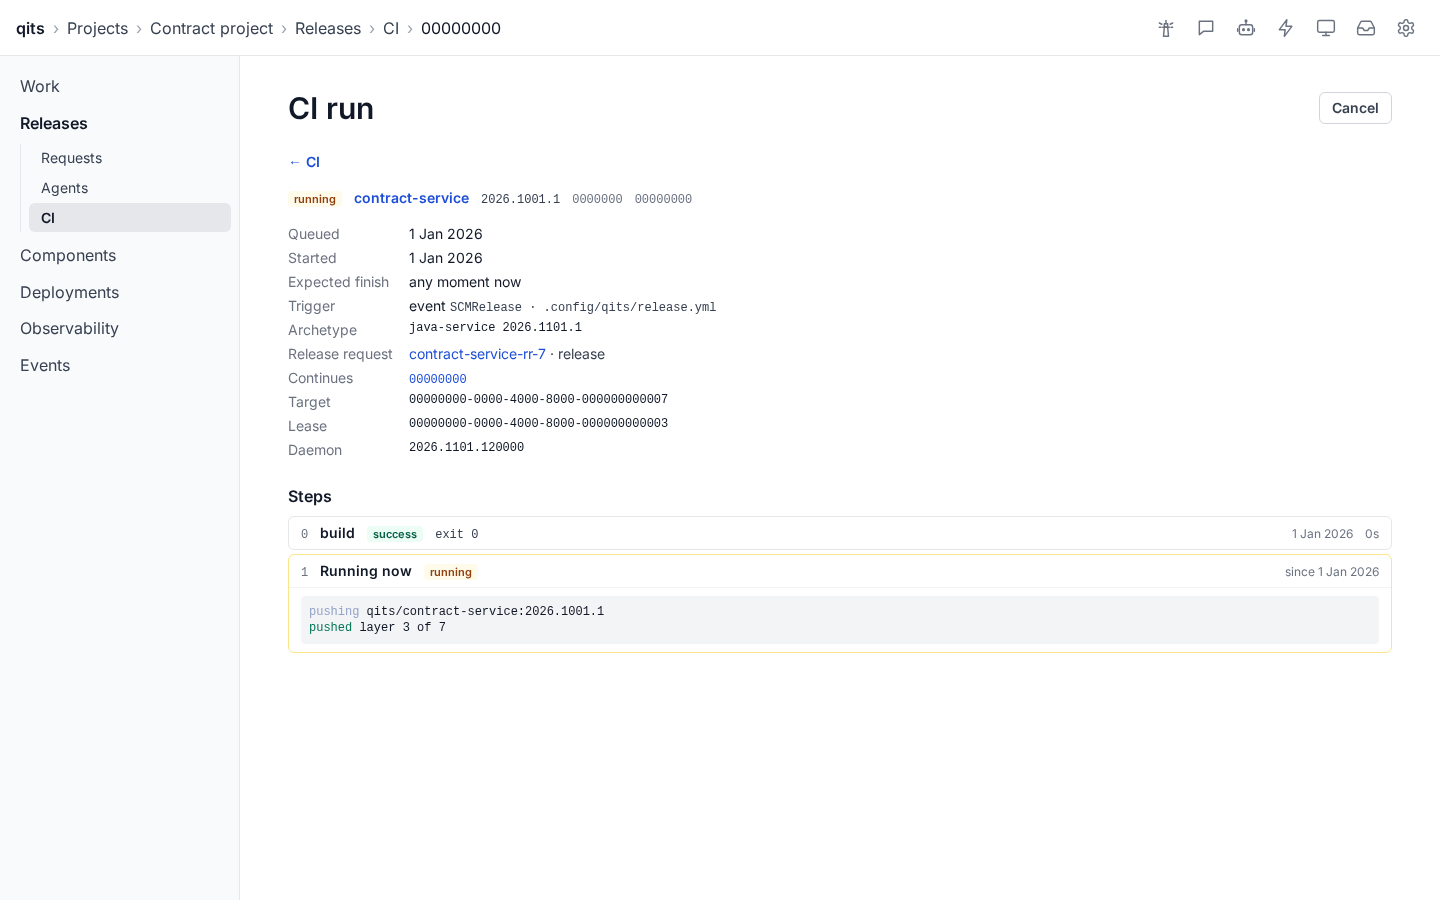 qits › Projects › Contract project › Releases › CI › 00000000
Work
Releases
Requests
Agents
CI
Components
Deployments
Observability
Events
CI run
Cancel
← CI
running contract-service 2026.1001.1 0000000 00000000
Queued 1 Jan 2026
Started 1 Jan 2026
Expected finish any moment now
Trigger event SCMRelease · .config/qits/release.yml
Archetype java-service 2026.1101.1
Release request contract-service-rr-7 · release
Continues 00000000
Target 00000000-0000-4000-8000-000000000007
Lease 00000000-0000-4000-8000-000000000003
Daemon 2026.1101.120000
Steps
0 build success exit 0 1 Jan 2026 0s
1 Running now running since 1 Jan 2026
pushing qits/contract-service:2026.1001.1
pushed layer 3 of 7